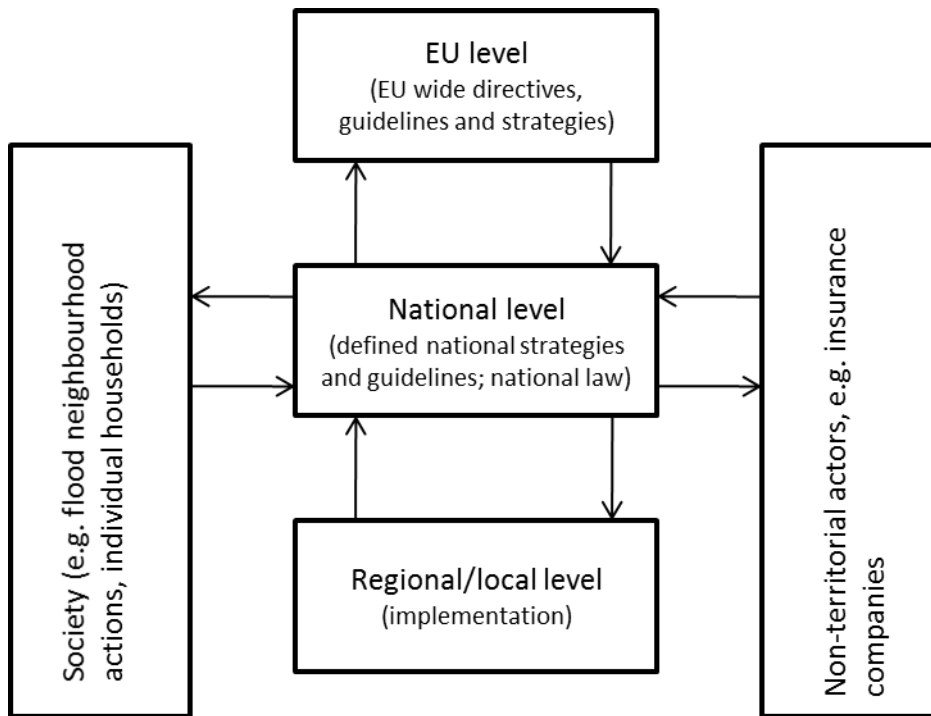 EU level
(EU wide directives,
guidelines and strategies)
Society (e.g. flood neighbourhood
actions, individual households)
National level
(defined national strategies
and guidelines; national law)
Non-territorial actors, e.g. insurance
companies
Regional/local level
(implementation)